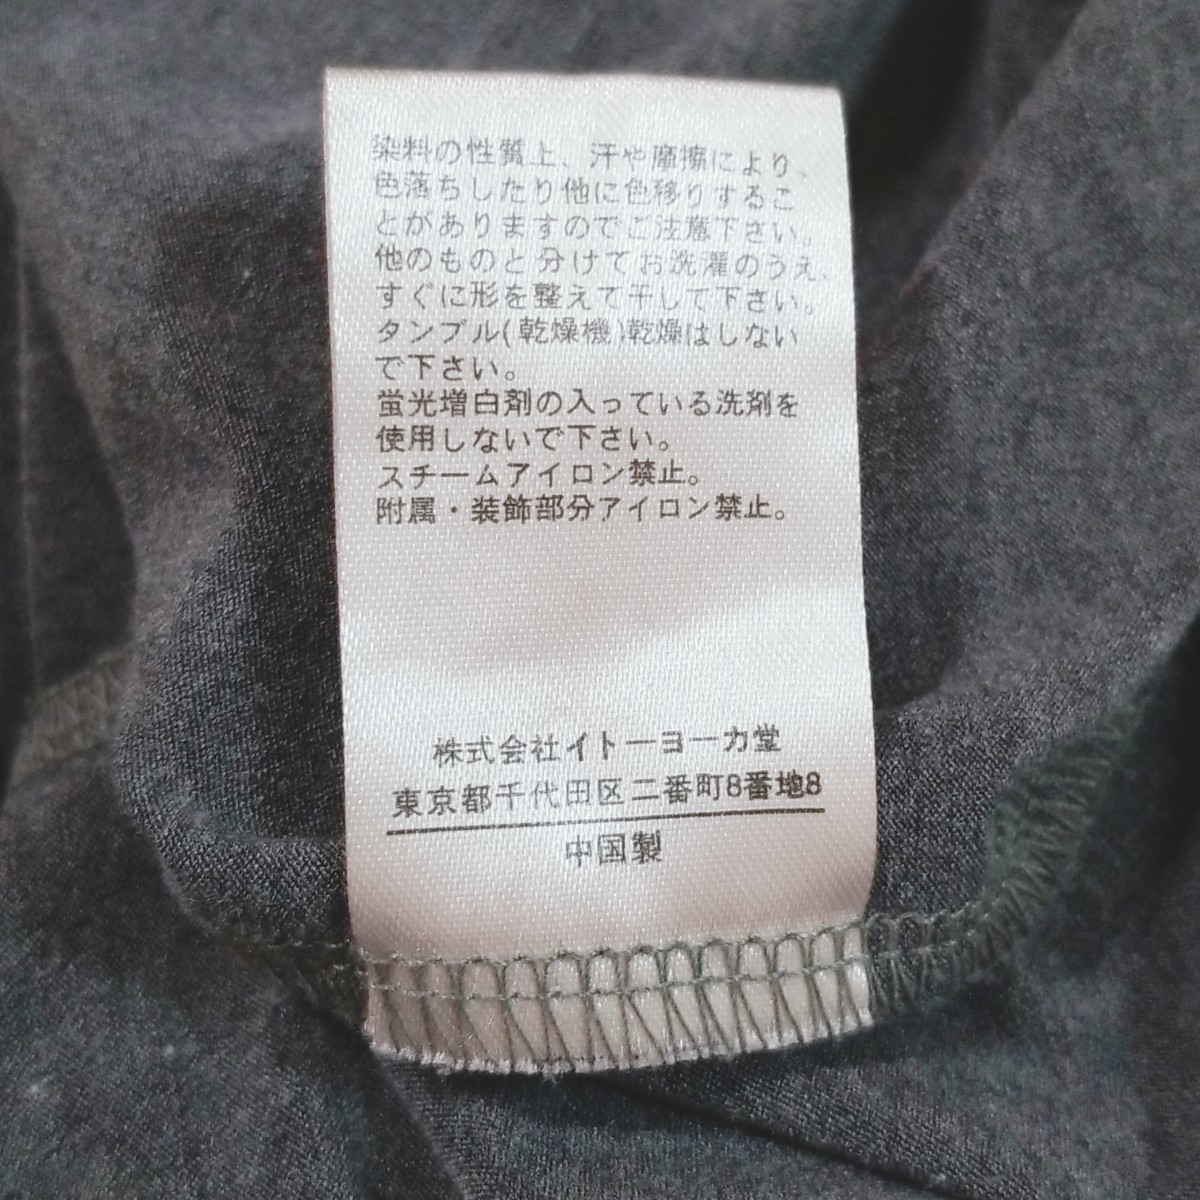 染料の性質上、汗や摩擦により、
色落ちしたり他に色移りするこ
とがありますのでご注意下さい。
他のものと分けてお洗濯のうえ、
すぐに形を整えて干して下さい。
タンブル(乾燥機)乾燥はしない
で下さい。
蛍光増白剤の入っている洗剤を
使用しないで下さい。
スチームアイロン禁止。
附属・装飾部分アイロン禁止。
株式会社イトーヨーカ堂
東京都千代田区二番町8番地8
中国製